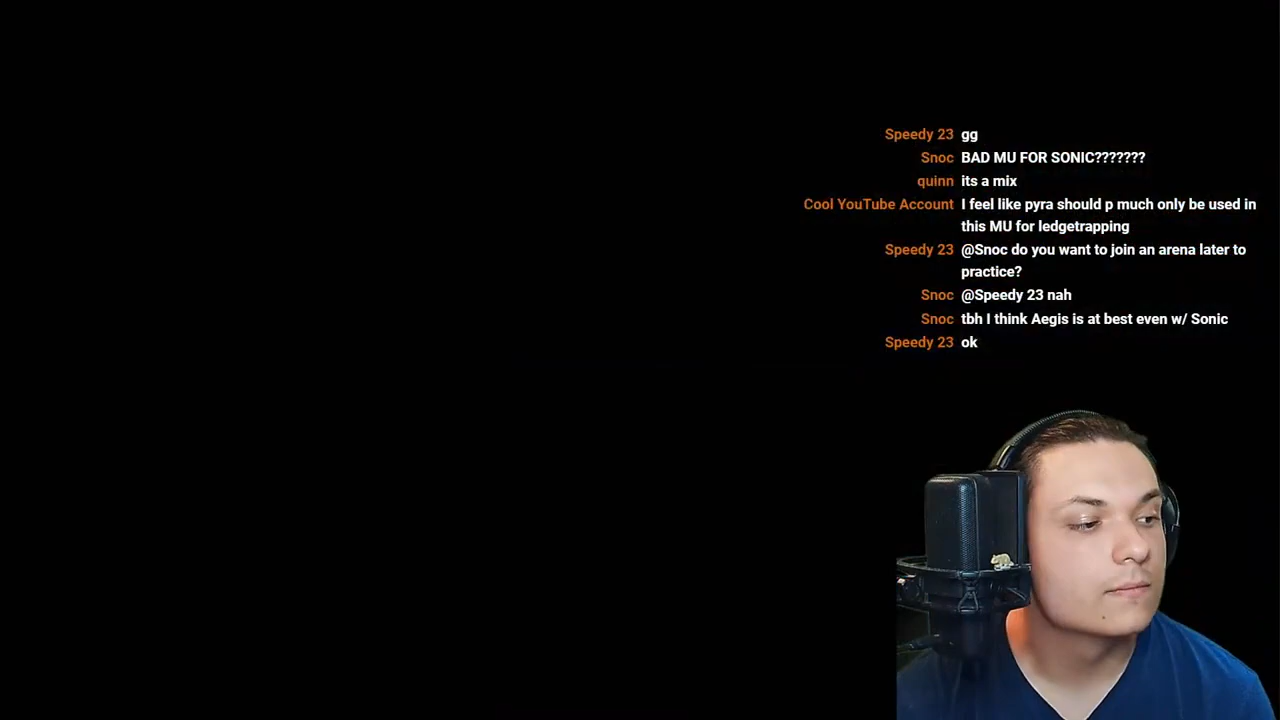 Speedy 23 gg
Snoc BAD MU FOR SONIC???????
quinn its a mix
Cool YouTube Account I feel like pyra should p much only be used in
this MU for ledgetrapping
Speedy 23 @Snoc do you want to join an arena later to
practice?
Snoc @Speedy 23 nah
Snoc tbh I think Aegis is at best even w/ Sonic
Speedy 23 ok